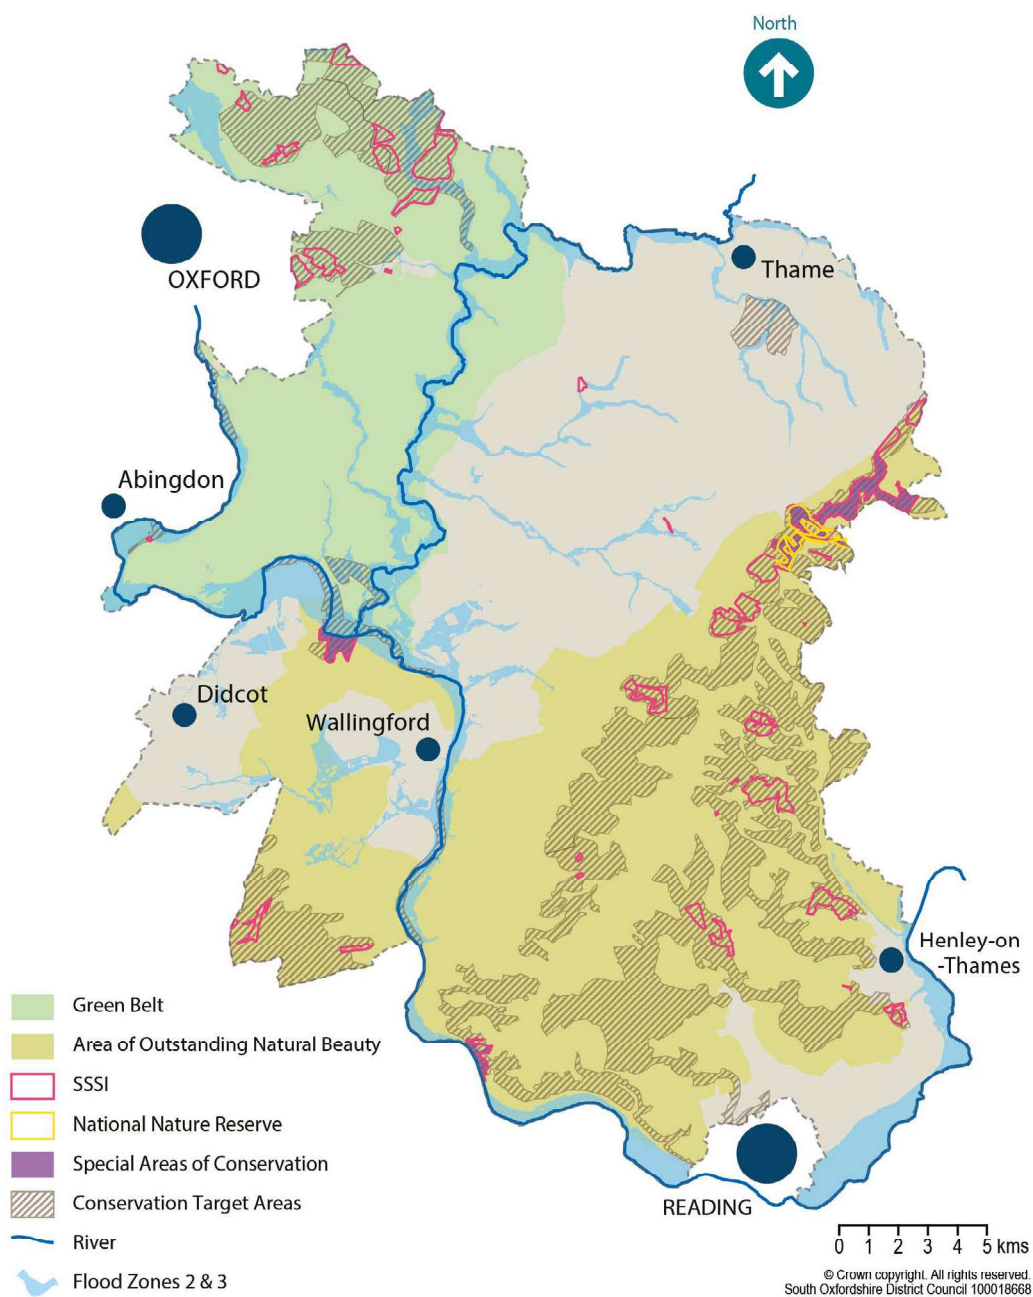 North
OXFORD
Thame
Abingdon
Didcot
Wallingford
Henley-on
-Thames
READING
Green Belt
Area of Outstanding Natural Beauty
SSSI
National Nature Reserve
Special Areas of Conservation
Conservation Target Areas
River
Flood Zones 2 & 3
0 1 2 3 4 5 kms
© Crown copyright. All rights reserved.
South Oxfordshire District Council 100018668